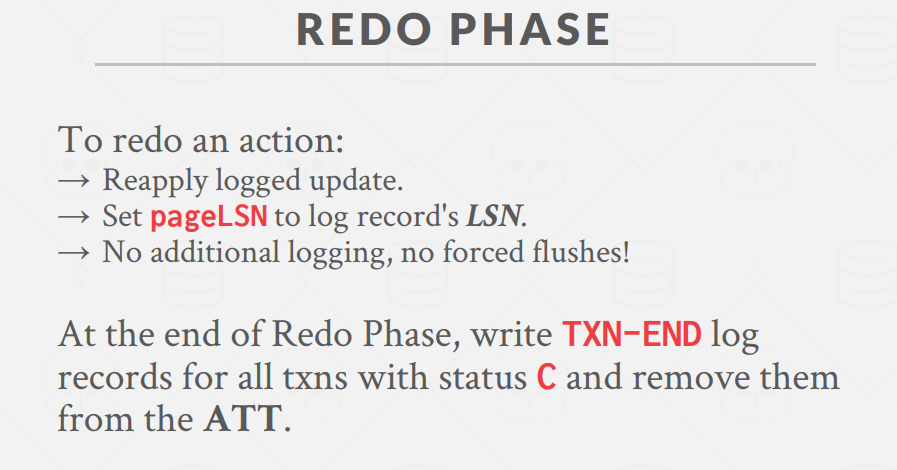 REDO PHASE
To redo an action:
→ Reapply logged update.
→ Set pageLSN to log record's LSN.
→ No additional logging, no forced flushes!
At the end of Redo Phase, write TXN-END log
records for all txns with status C and remove them
from the ATT.